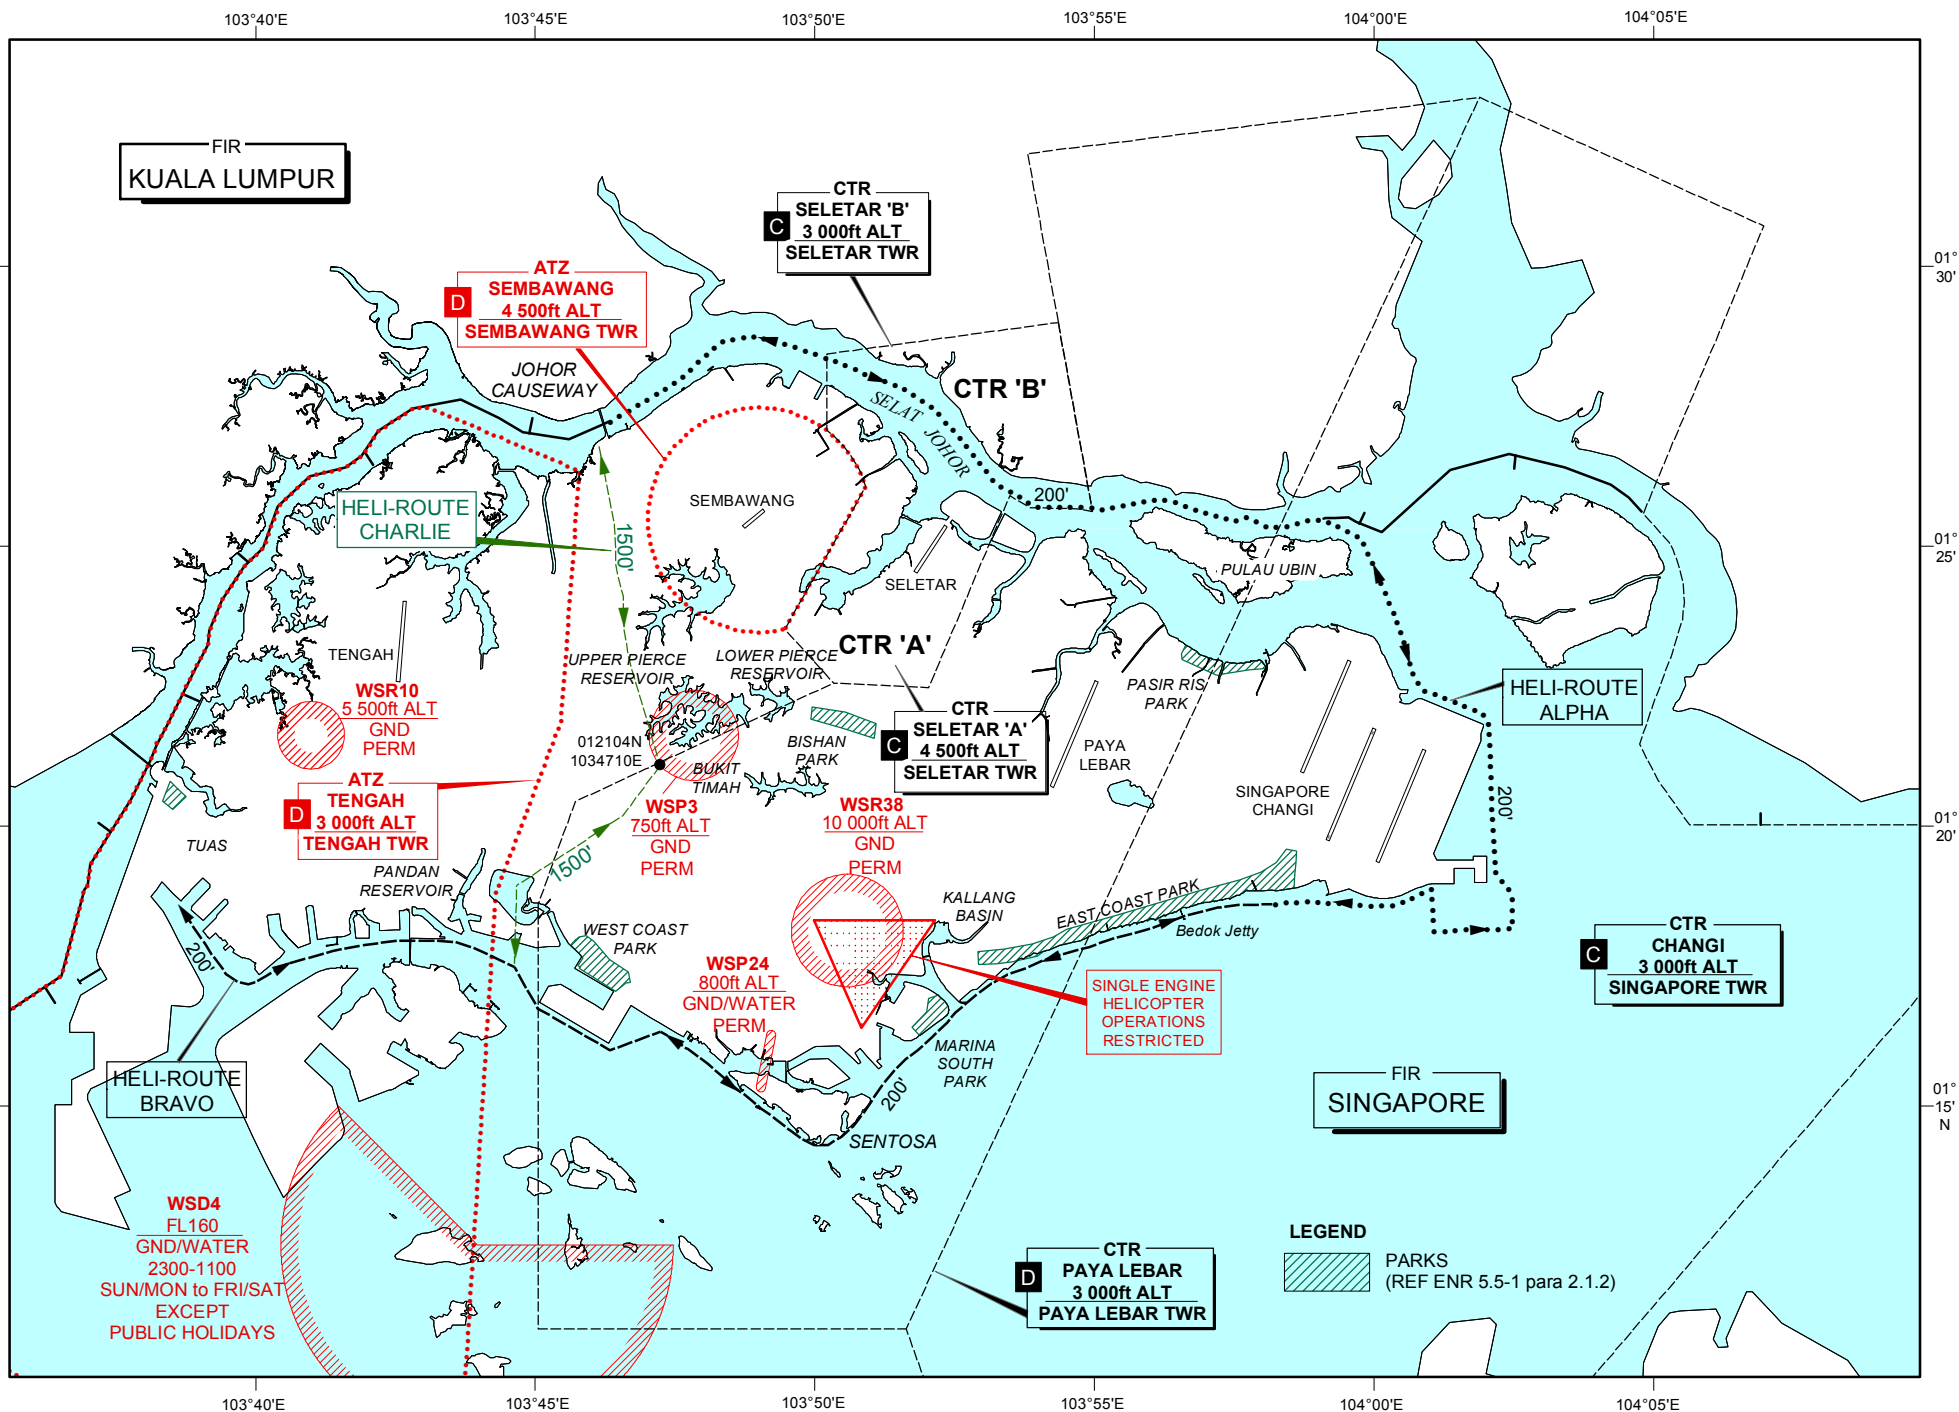 103°40'E
103°45'E
103°50'E
103°55'E
104°00'E
104°05'E
FIR
KUALA LUMPUR
CTR
SELETAR 'B'
C
3 000ft ALT
SELETAR TWR
ATZ
SEMBAWANG
D
4 500ft ALT
SEMBAWANG TWR
01°
30'
JOHOR
CAUSEWAY
CTR 'B'
SELAT
JOHOR
HELI-ROUTE
CHARLIE
1500'
SEMBAWANG
200'
SELETAR
PULAU UBIN
01°
25'
TENGAH
CTR 'A'
UPPER PIERCE
RESERVOIR
LOWER PIERCE
RESERVOIR
PASIR RIS
PARK
HELI-ROUTE
ALPHA
WSR10
5 500ft ALT
GND
PERM
CTR
SELETAR 'A'
C
4 500ft ALT
SELETAR TWR
012104N
1034710E
BUKIT
TIMAH
BISHAN
PARK
PAYA
LEBAR
SINGAPORE
CHANGI
200'
ATZ
TENGAH
D
3 000ft ALT
TENGAH TWR
WSP3
750ft ALT
GND
PERM
WSR38
10 000ft ALT
GND
PERM
01°
20'
TUAS
PANDAN
RESERVOIR
1500'
KALLANG
BASIN
EAST COAST PARK
Bedok Jetty
WEST COAST
PARK
200'
CTR
CHANGI
C
3 000ft ALT
SINGAPORE TWR
WSP24
800ft ALT
GND/WATER
PERM
SINGLE ENGINE
HELICOPTER
OPERATIONS
RESTRICTED
MARINA
SOUTH
PARK
HELI-ROUTE
BRAVO
200'
FIR
SINGAPORE
01°
15'
N
SENTOSA
WSD4
FL160
GND/WATER
2300-1100
SUN/MON to FRI/SAT
EXCEPT
PUBLIC HOLIDAYS
CTR
PAYA LEBAR
D
3 000ft ALT
PAYA LEBAR TWR
LEGEND
PARKS
(REF ENR 5.5-1 para 2.1.2)
103°40'E
103°45'E
103°50'E
103°55'E
104°00'E
104°05'E